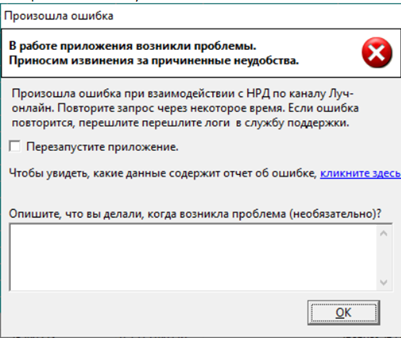 Произошла ошибка
В работе приложения возникли проблемы.
Приносим извинения за причиненные неудобства.
Произошла ошибка при взаимодействии с НРД по каналу Луч-
онлайн. Повторите запрос через некоторое время. Если ошибка
повторится, перешлите перешлите логи в службу поддержки.
Перезапустите приложение.
Чтобы увидеть, какие данные содержит отчет об ошибке, кликните здесь
Опишите, что вы делали, когда возникла проблема (необязательно)?
OK